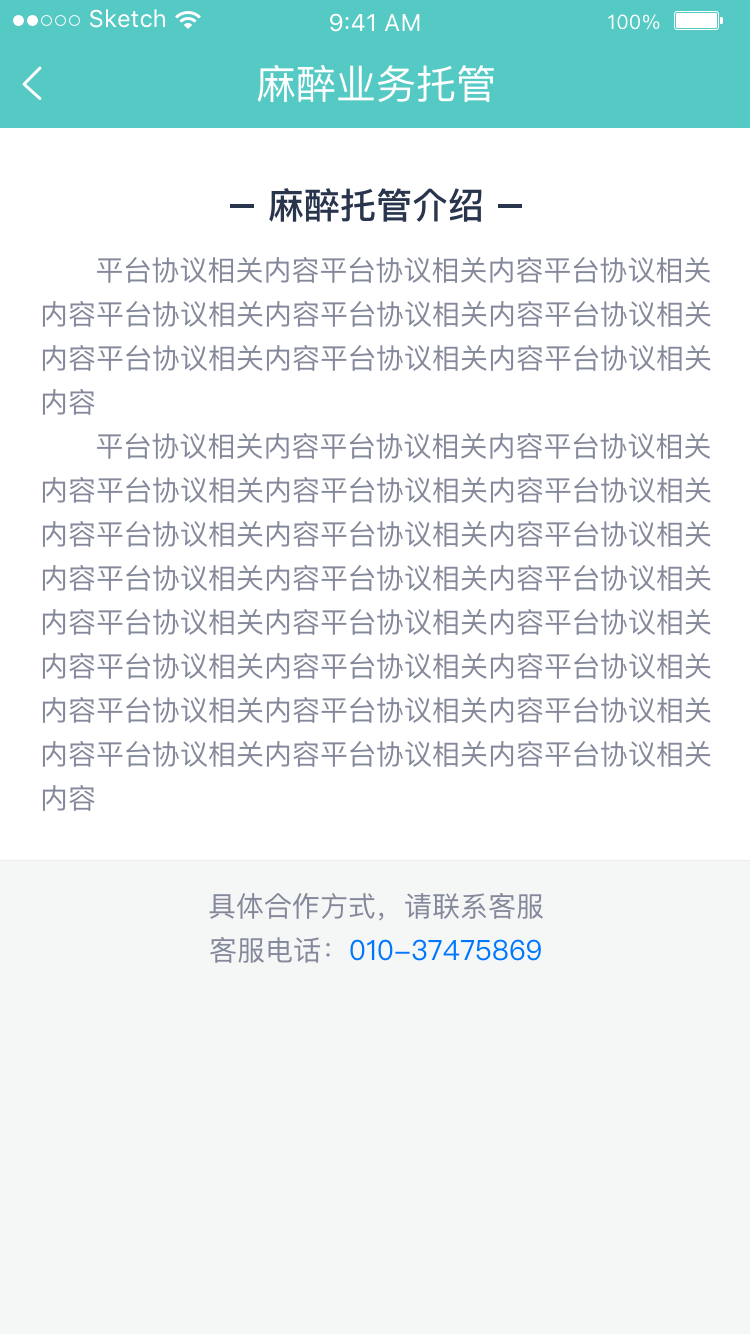 Sketch 9:41 AM 100%
麻醉业务托管
麻醉托管介绍
平台协议相关内容平台协议相关内容平台协议相关
内容平台协议相关内容平台协议相关内容平台协议相关
内容平台协议相关内容平台协议相关内容平台协议相关
内容
平台协议相关内容平台协议相关内容平台协议相关
内容平台协议相关内容平台协议相关内容平台协议相关
内容平台协议相关内容平台协议相关内容平台协议相关
内容平台协议相关内容平台协议相关内容平台协议相关
内容平台协议相关内容平台协议相关内容平台协议相关
内容平台协议相关内容平台协议相关内容平台协议相关
内容平台协议相关内容平台协议相关内容平台协议相关
内容平台协议相关内容平台协议相关内容平台协议相关
内容
具体合作方式，请联系客服
客服电话：010–37475869